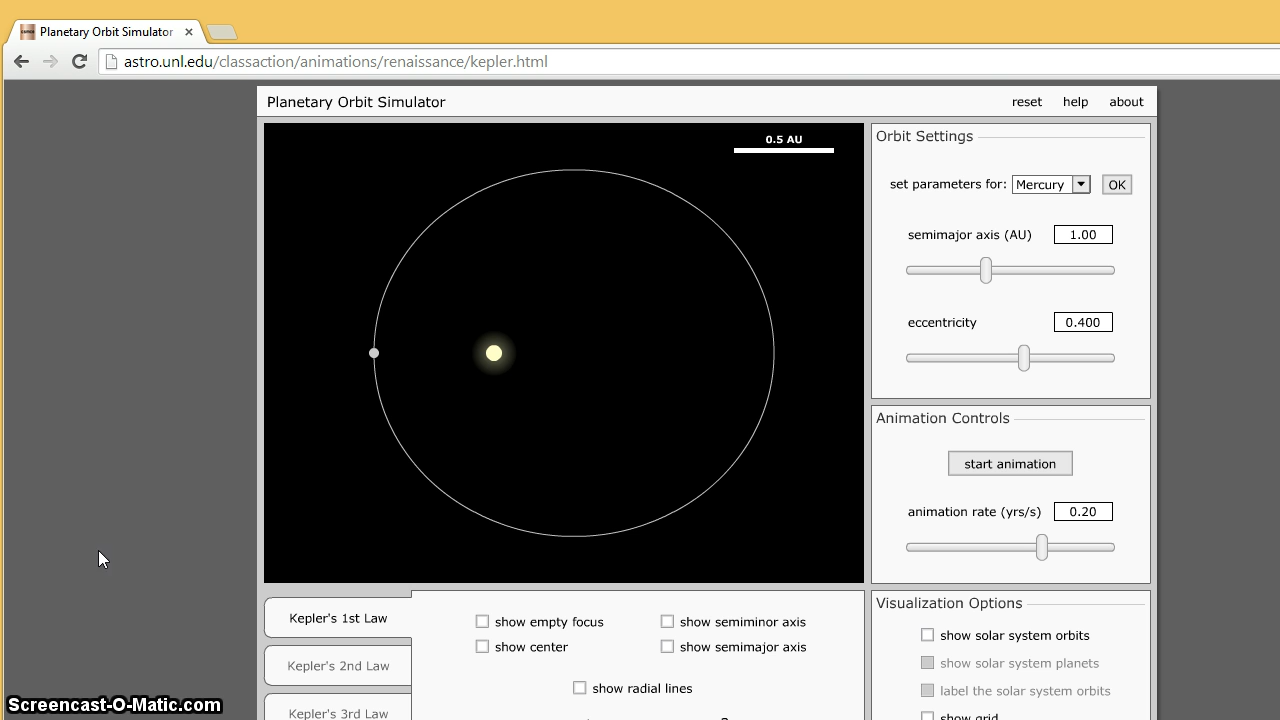 Planetary Orbit Simulator
astro.unl.edu/classaction/animations/renaissance/kepler.html
Planetary Orbit Simulator reset help about
0.5 AU
Orbit Settings
set parameters for: Mercury OK
semimajor axis (AU) 1.00
eccentricity 0.400
Animation Controls
start animation
animation rate (yrs/s) 0.20
Kepler's 1st Law
Kepler's 2nd Law
Kepler's 3rd Law
show empty focus show semiminor axis
show center show semimajor axis
show radial lines
Visualization Options
show solar system orbits
show solar system planets
label the solar system orbits
show grid
Screencast-O-Matic.com